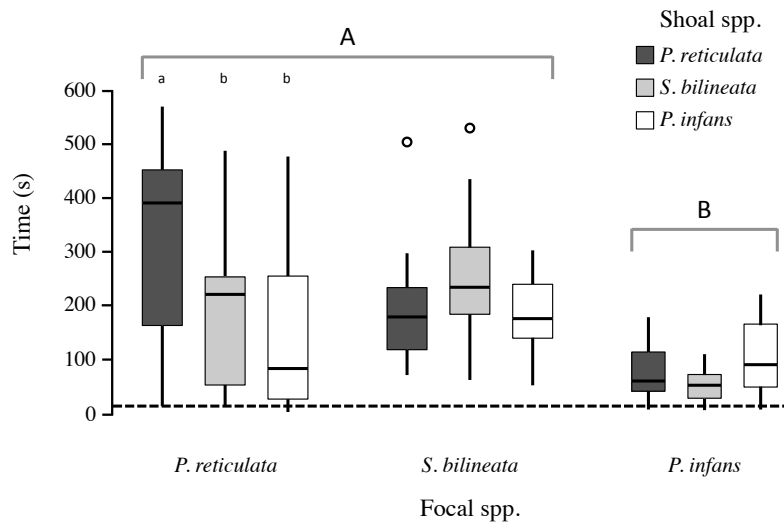 Shoal spp.
P. reticulata
S. bilineata
P. infans
A
a b b
B
Time (s)
600
500
400
300
200
100
0
P. reticulata S. bilineata P. infans
Focal spp.